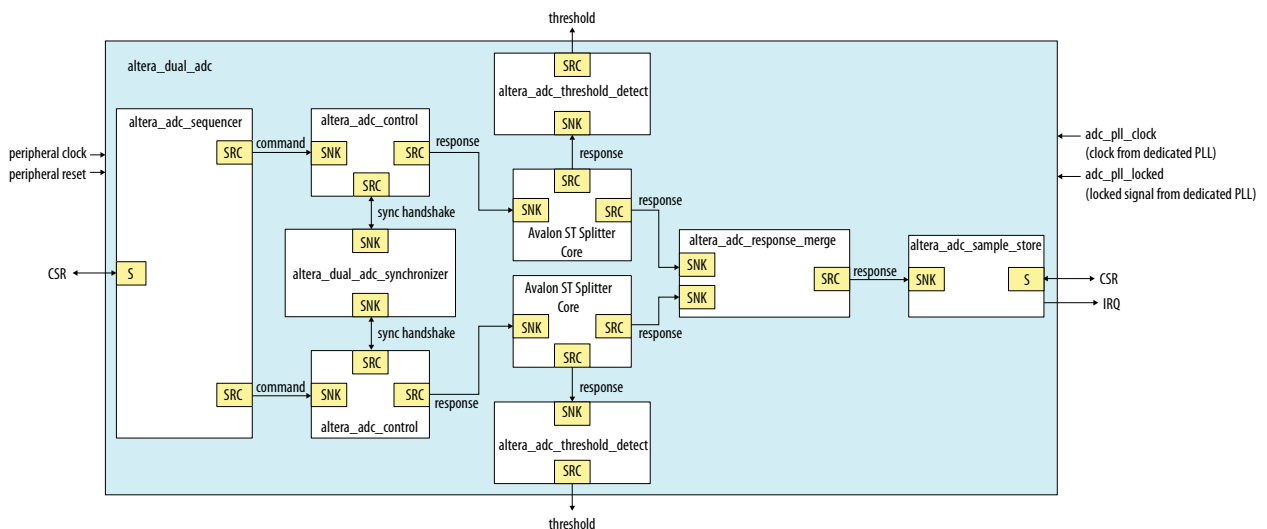 threshold
altera_dual_adc
SRC
altera_adc_threshold_detect
SNK
response
altera_adc_sequencer
SRC
command
altera_adc_control
SNK
SRC
SRC
response
peripheral clock
peripheral reset
adc_pll_clock
(clock from dedicated PLL)
adc_pll_locked
(locked signal from dedicated PLL)
sync handshake
SRC
SNK
SRC
Avalon ST Splitter
Core
response
SNK
altera_dual_adc_synchronizer
SNK
CSR
S
altera_adc_response_merge
SNK
SNK
SRC
response
altera_adc_sample_store
SNK
S
CSR
IRQ
Avalon ST Splitter
Core
SNK
SRC
SRC
response
sync handshake
SRC
command
SNK
SRC
SRC
altera_adc_control
response
response
SNK
altera_adc_threshold_detect
SRC
threshold